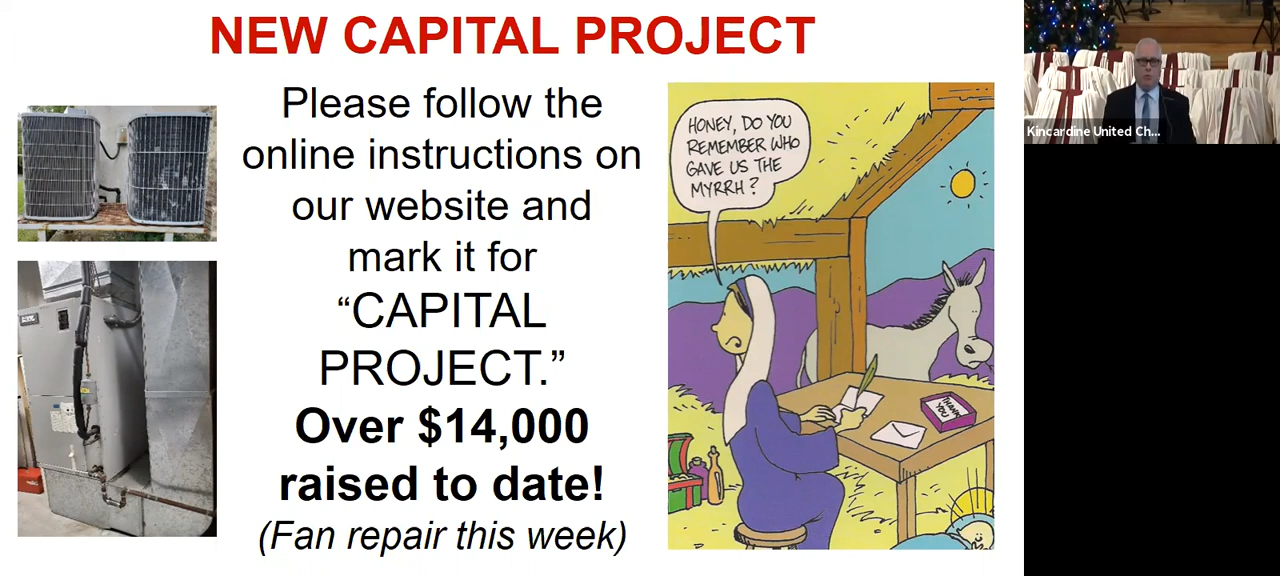 NEW CAPITAL PROJECT
Please follow the
online instructions on
our website and
mark it for
“CAPITAL
PROJECT.”
Over $14,000
raised to date!
(Fan repair this week)
HONEY, DO YOU
REMEMBER WHO
GAVE US THE
MYRRH?
THANK
YOU
Kincardine United Ch...